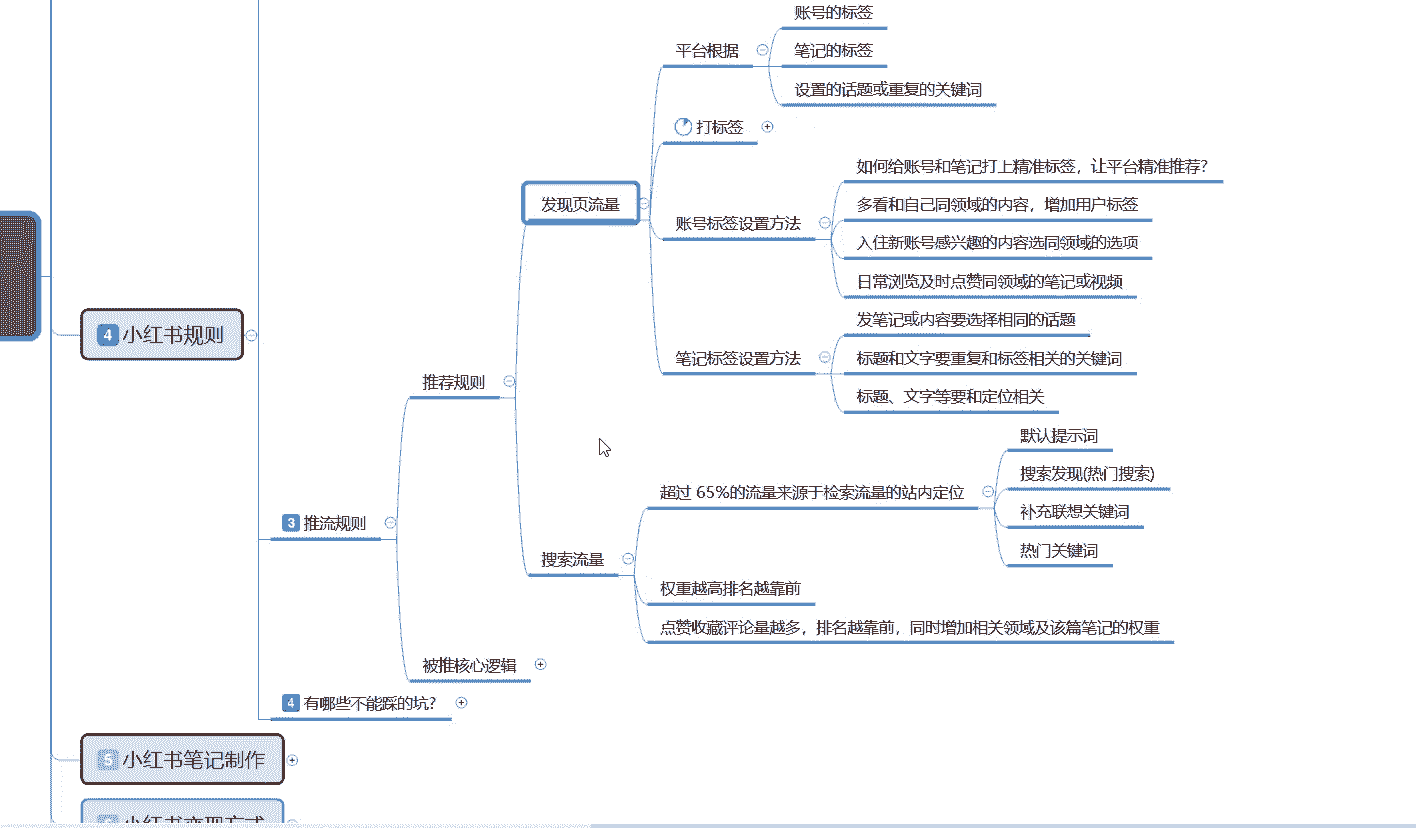 账号的标签
平台根据
笔记的标签
设置的话题或重复的关键词
打标签
如何给账号和笔记打上精准标签，让平台精准推荐？
发现页流量
多看和自己同领域的内容，增加用户标签
账号标签设置方法
入住新账号感兴趣的内容选同领域的选项
日常浏览及时点赞同领域的笔记或视频
发笔记或内容要选择相同的话题
4 小红书规则
笔记标签设置方法
标题和文字要重复和标签相关的关键词
推荐规则
标题、文字等要和定位相关
默认提示词
搜索发现(热门搜索)
超过 65%的流量来源于检索流量的站内定位
补充联想关键词
3 推流规则
热门关键词
搜索流量
权重越高排名越靠前
点赞收藏评论量越多，排名越靠前，同时增加相关领域及该篇笔记的权重
被推核心逻辑
4 有哪些不能踩的坑？
5 小红书笔记制作
小红书变现方式